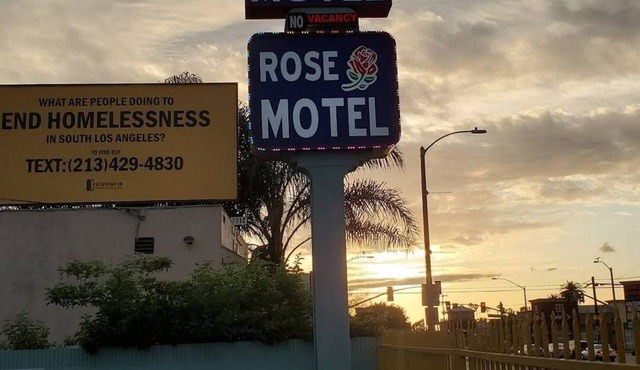 MOTEL
NO VACANCY
ROSE
MOTEL
WHAT ARE PEOPLE DOING TO
END HOMELESSNESS
IN SOUTH LOS ANGELES?
TO FIND OUT
TEXT:(213)429-4830